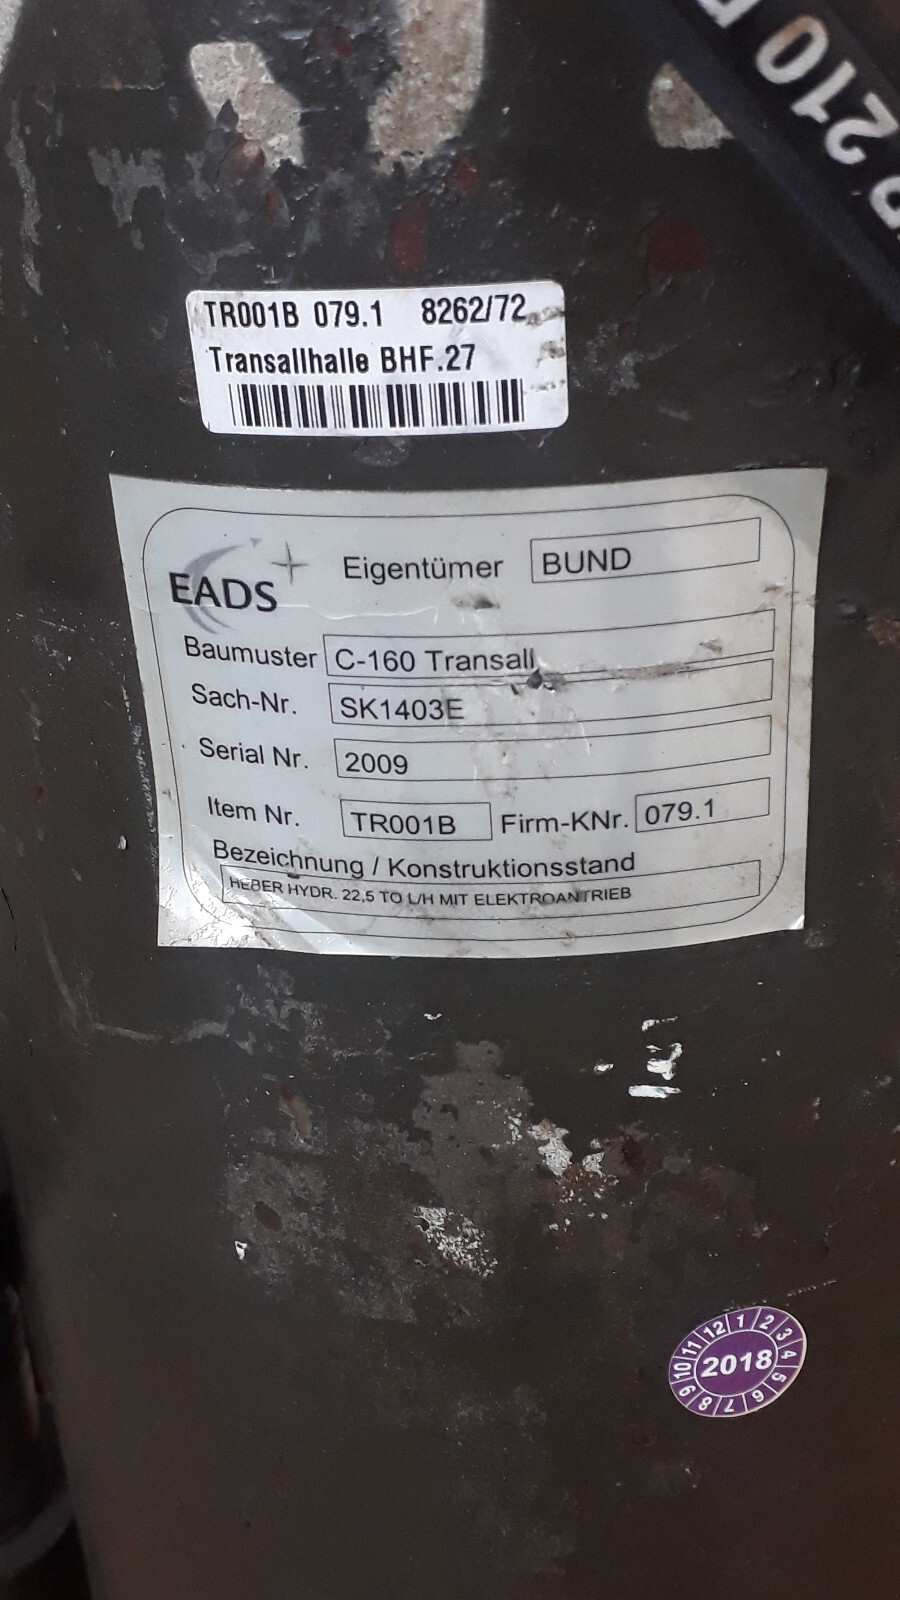 210
TR001B 079.1 8262/72
Transallhalle BHF.27
EADS
Eigentümer BUND
Baumuster C-160 Transall
Sach-Nr. SK1403E
Serial Nr. 2009
Item Nr. TR001B Firm-KNr. 079.1
Bezeichnung / Konstruktionsstand
HEBER HYDR. 22,5 TO L/H MIT ELEKTROANTRIEB
1 2 3 4 5 6 7 8 9 10 11 12
2018